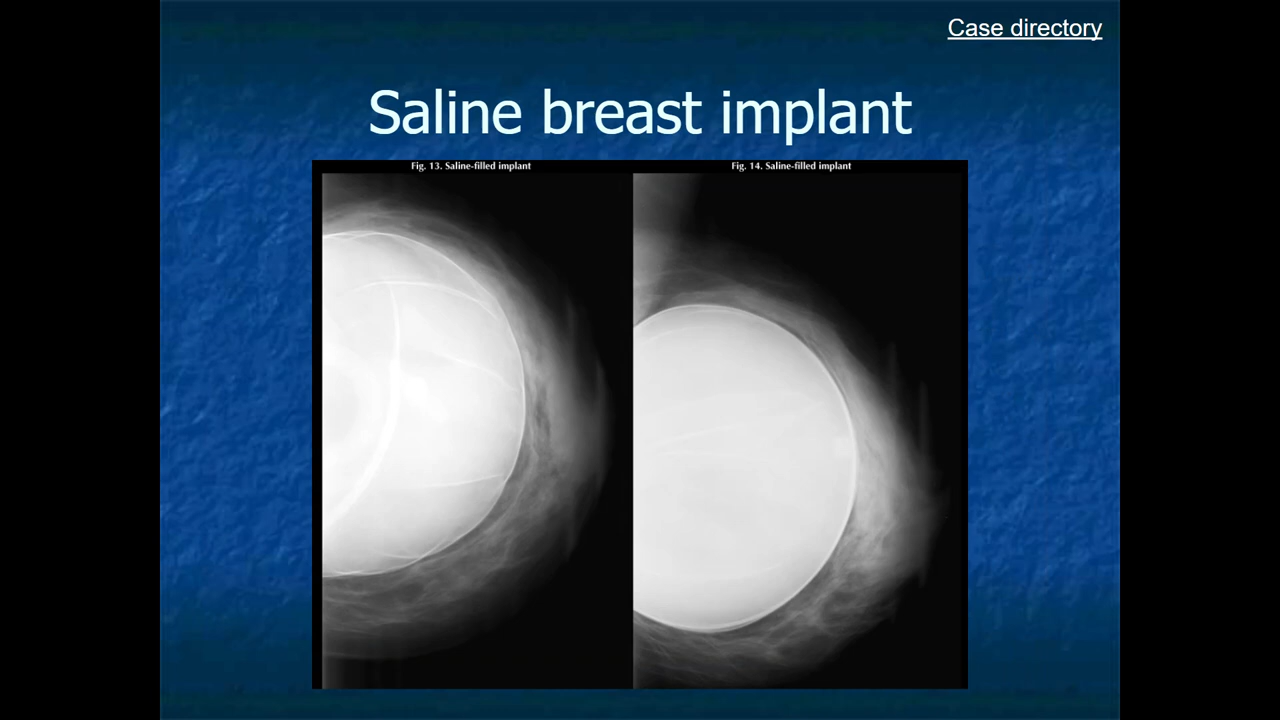 Case directory
Saline breast implant
Fig. 13. Saline-filled implant
Fig. 14. Saline-filled implant